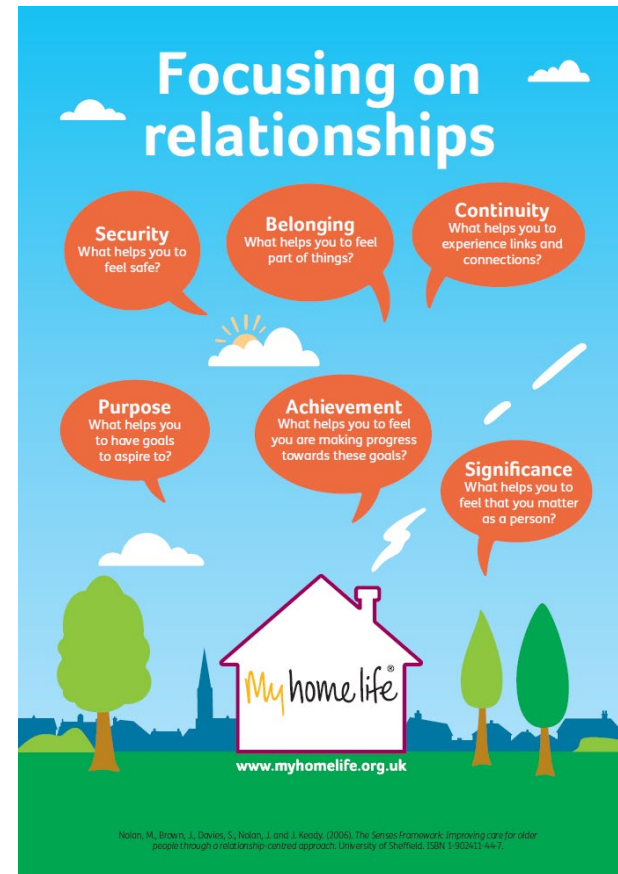 Focusing on
relationships
Security
What helps you to
feel safe?
Belonging
What helps you to feel
part of things?
Continuity
What helps you to
experience links and
connections?
Purpose
What helps you
to have goals
to aspire to?
Achievement
What helps you to feel
you are making progress
towards these goals?
Significance
What helps you to
feel that you matter
as a person?
My home life®
www.myhomelife.org.uk
Nolan, M., Brown, J., Davies, S., Nolan, J. and J. Keady. (2006). The Senses Framework: Improving care for older
people through a relationship-centred approach. University of Sheffield. ISBN 1-902411-44-7.